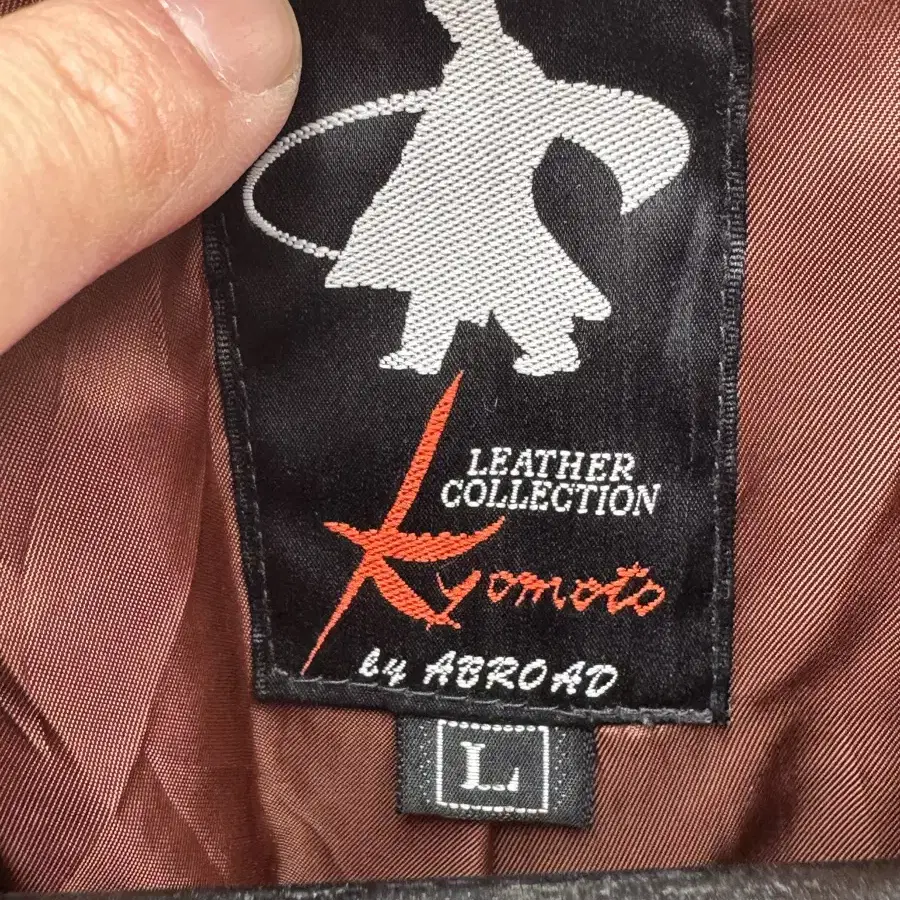 LEATHER
COLLECTION
Kyomoto
by ABROAD
L